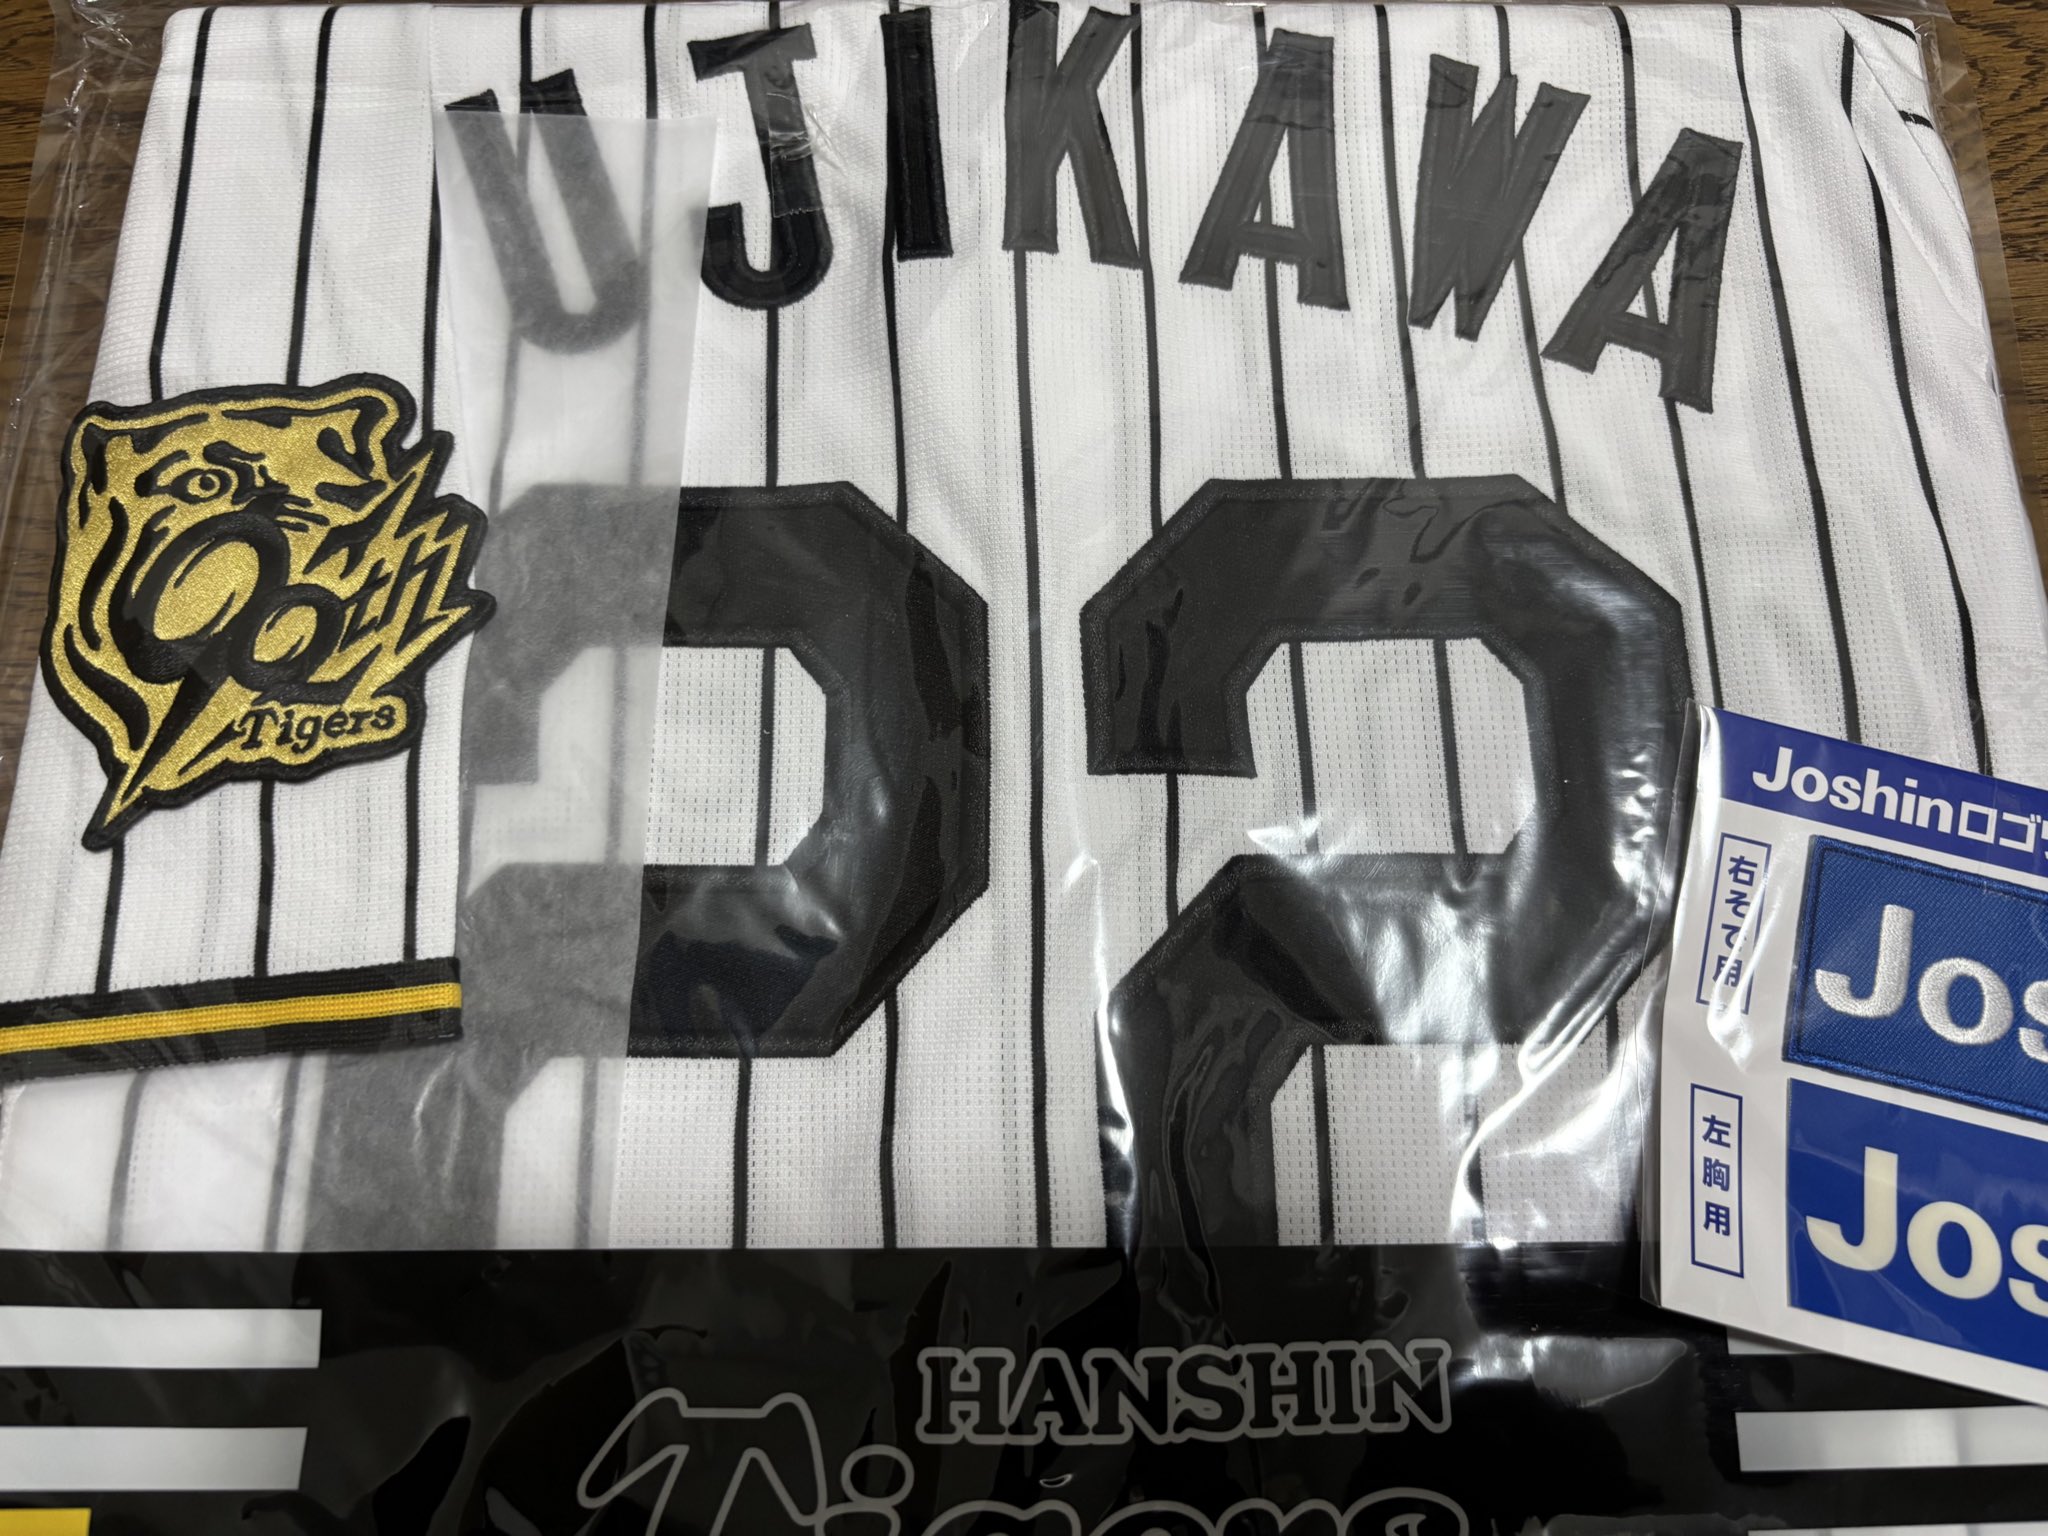 UJIKAWA
22
90th
Tigers
Joshinロゴ
右そで用
Jos
左胸用
Jos
HANSHIN
Tigers